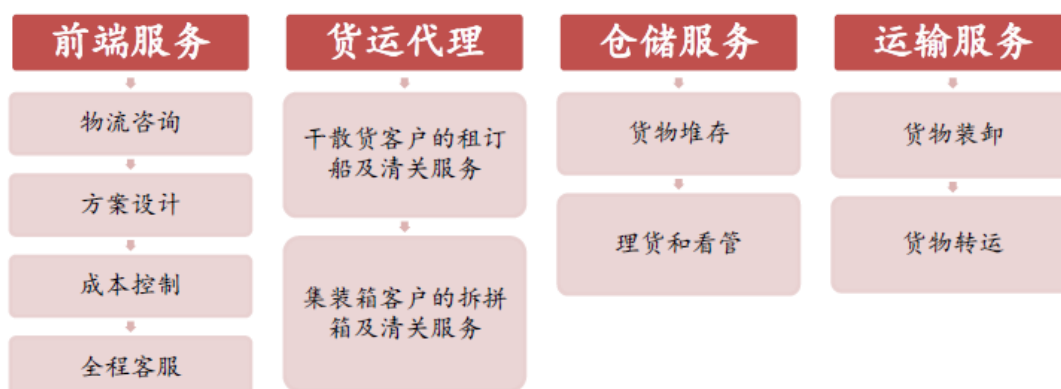 前端服务
物流咨询
方案设计
成本控制
全程客服
货运代理
干散货客户的租订
船及清关服务
集装箱客户的拆拼
箱及清关服务
仓储服务
货物堆存
理货和看管
运输服务
货物装卸
货物转运